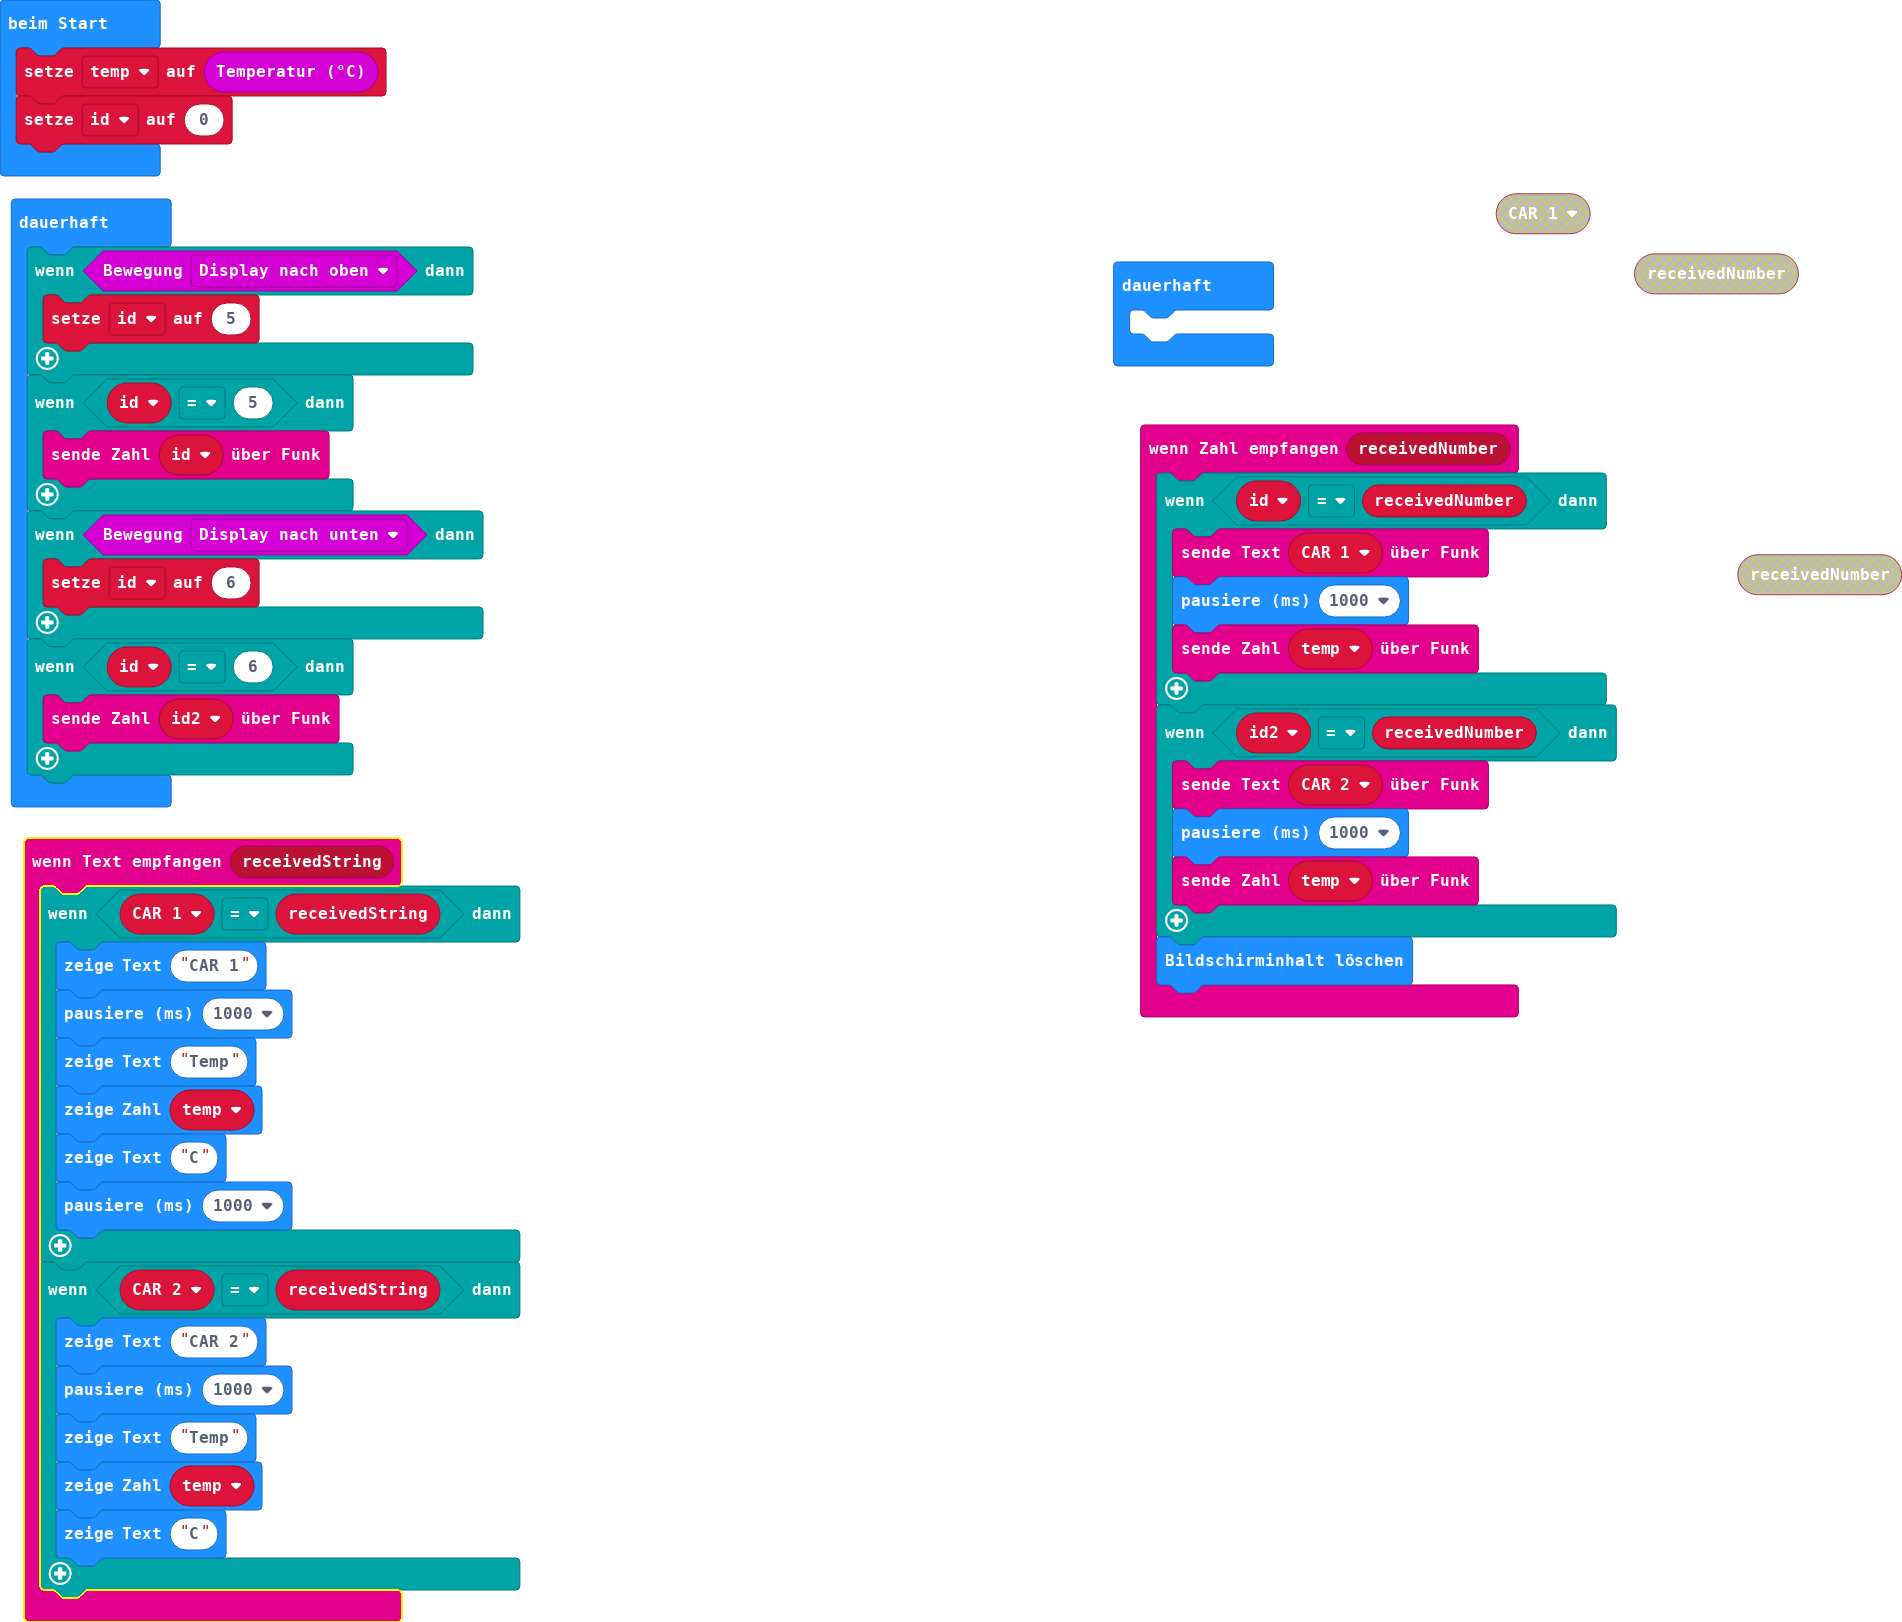 beim Start
setze temp auf Temperatur (°C)
setze id auf 0
dauerhaft
wenn Bewegung Display nach oben dann
setze id auf 5
wenn id = 5 dann
sende Zahl id über Funk
wenn Bewegung Display nach unten dann
setze id auf 6
wenn id = 6 dann
sende Zahl id2 über Funk
wenn Text empfangen receivedString
wenn CAR 1 = receivedString dann
zeige Text "CAR 1"
pausiere (ms) 1000
zeige Text "Temp"
zeige Zahl temp
zeige Text "C"
pausiere (ms) 1000
wenn CAR 2 = receivedString dann
zeige Text "CAR 2"
pausiere (ms) 1000
zeige Text "Temp"
zeige Zahl temp
zeige Text "C"
CAR 1
receivedNumber
dauerhaft
wenn Zahl empfangen receivedNumber
wenn id = receivedNumber dann
sende Text CAR 1 über Funk
receivedNumber
pausiere (ms) 1000
sende Zahl temp über Funk
wenn id2 = receivedNumber dann
sende Text CAR 2 über Funk
pausiere (ms) 1000
sende Zahl temp über Funk
Bildschirminhalt löschen